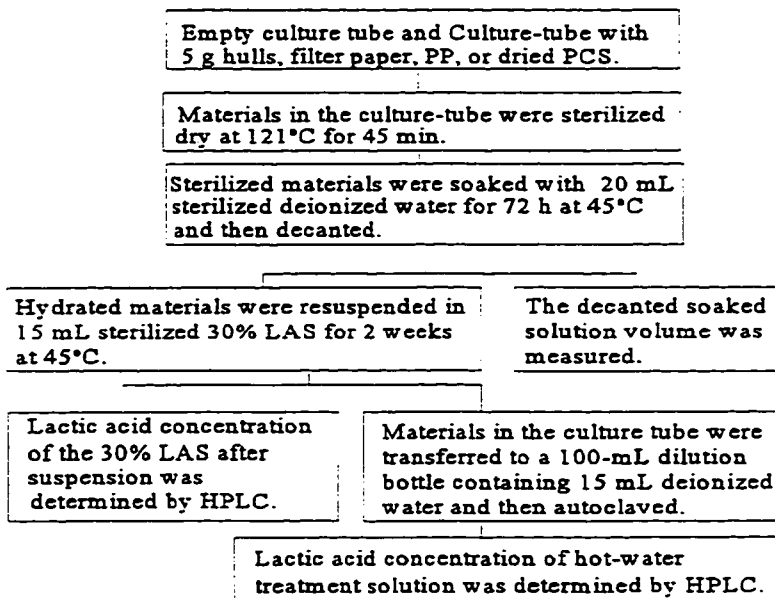 Empty culture tube and Culture-tube with
5 g hulls, filter paper, PP, or dried PCS.
Materials in the culture-tube were sterilized
dry at 121°C for 45 min.
Sterilized materials were soaked with 20 mL
sterilized deionized water for 72 h at 45°C
and then decanted.
Hydrated materials were resuspended in
15 mL sterilized 30% LAS for 2 weeks
at 45°C.
The decanted soaked
solution volume was
measured.
Lactic acid concentration
of the 30% LAS after
suspension was
determined by HPLC.
Materials in the culture tube were
transferred to a 100-mL dilution
bottle containing 15 mL deionized
water and then autoclaved.
Lactic acid concentration of hot-water
treatment solution was determined by HPLC.